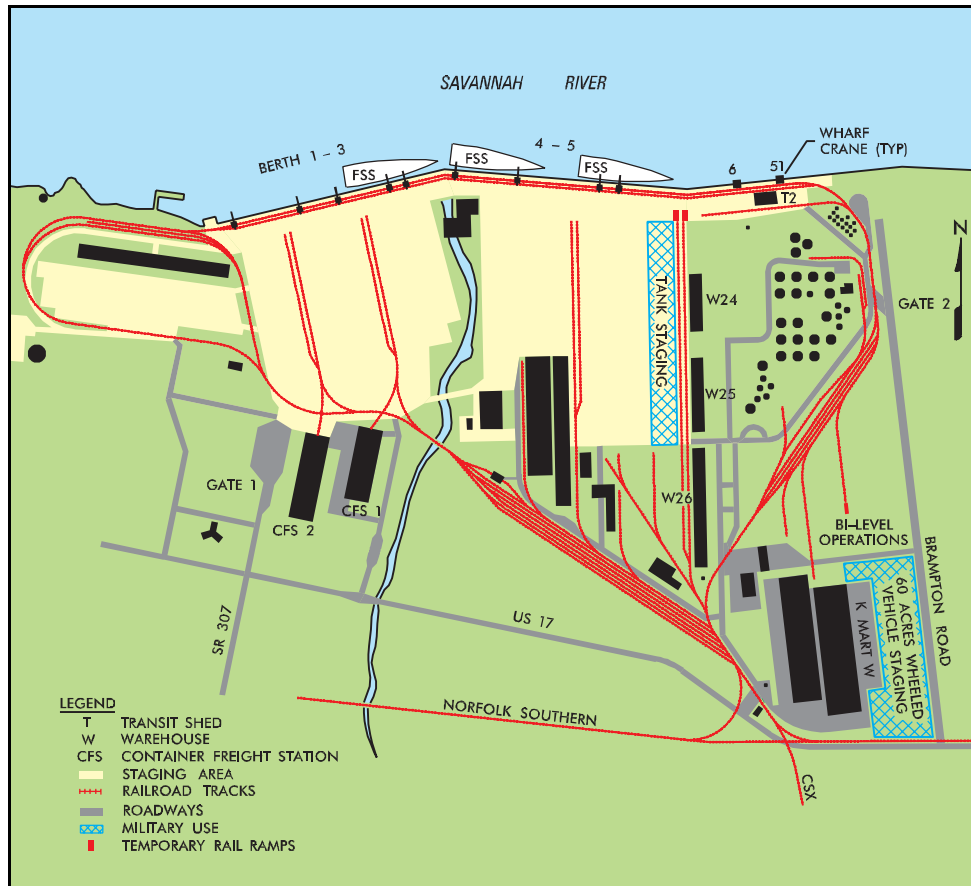 SAVANNAH RIVER
BERTH 1 – 3
FSS
FSS
4 – 5
FSS
6
51
WHARF
CRANE (TYP)
T2
N
GATE 2
TANK STAGING
W24
W25
W26
GATE 1
CFS 2
CFS 1
BI–LEVEL
OPERATIONS
BRAMPTON ROAD
60 ACRES WHEELED
VEHICLE STAGING
K MART W
SR 307
US 17
NORFOLK SOUTHERN
CSX
LEGEND
T TRANSIT SHED
W WAREHOUSE
CFS CONTAINER FREIGHT STATION
STAGING AREA
RAILROAD TRACKS
ROADWAYS
MILITARY USE
TEMPORARY RAIL RAMPS